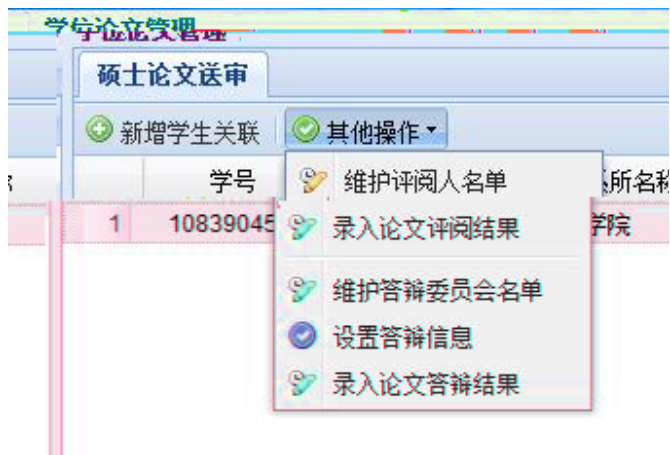 学位论文管理
硕士论文送审
新增学生关联 其他操作
学号 所名称
维护评阅人名单
1 10839045 学院
录入论文评阅结果
维护答辩委员会名单
设置答辩信息
录入论文答辩结果